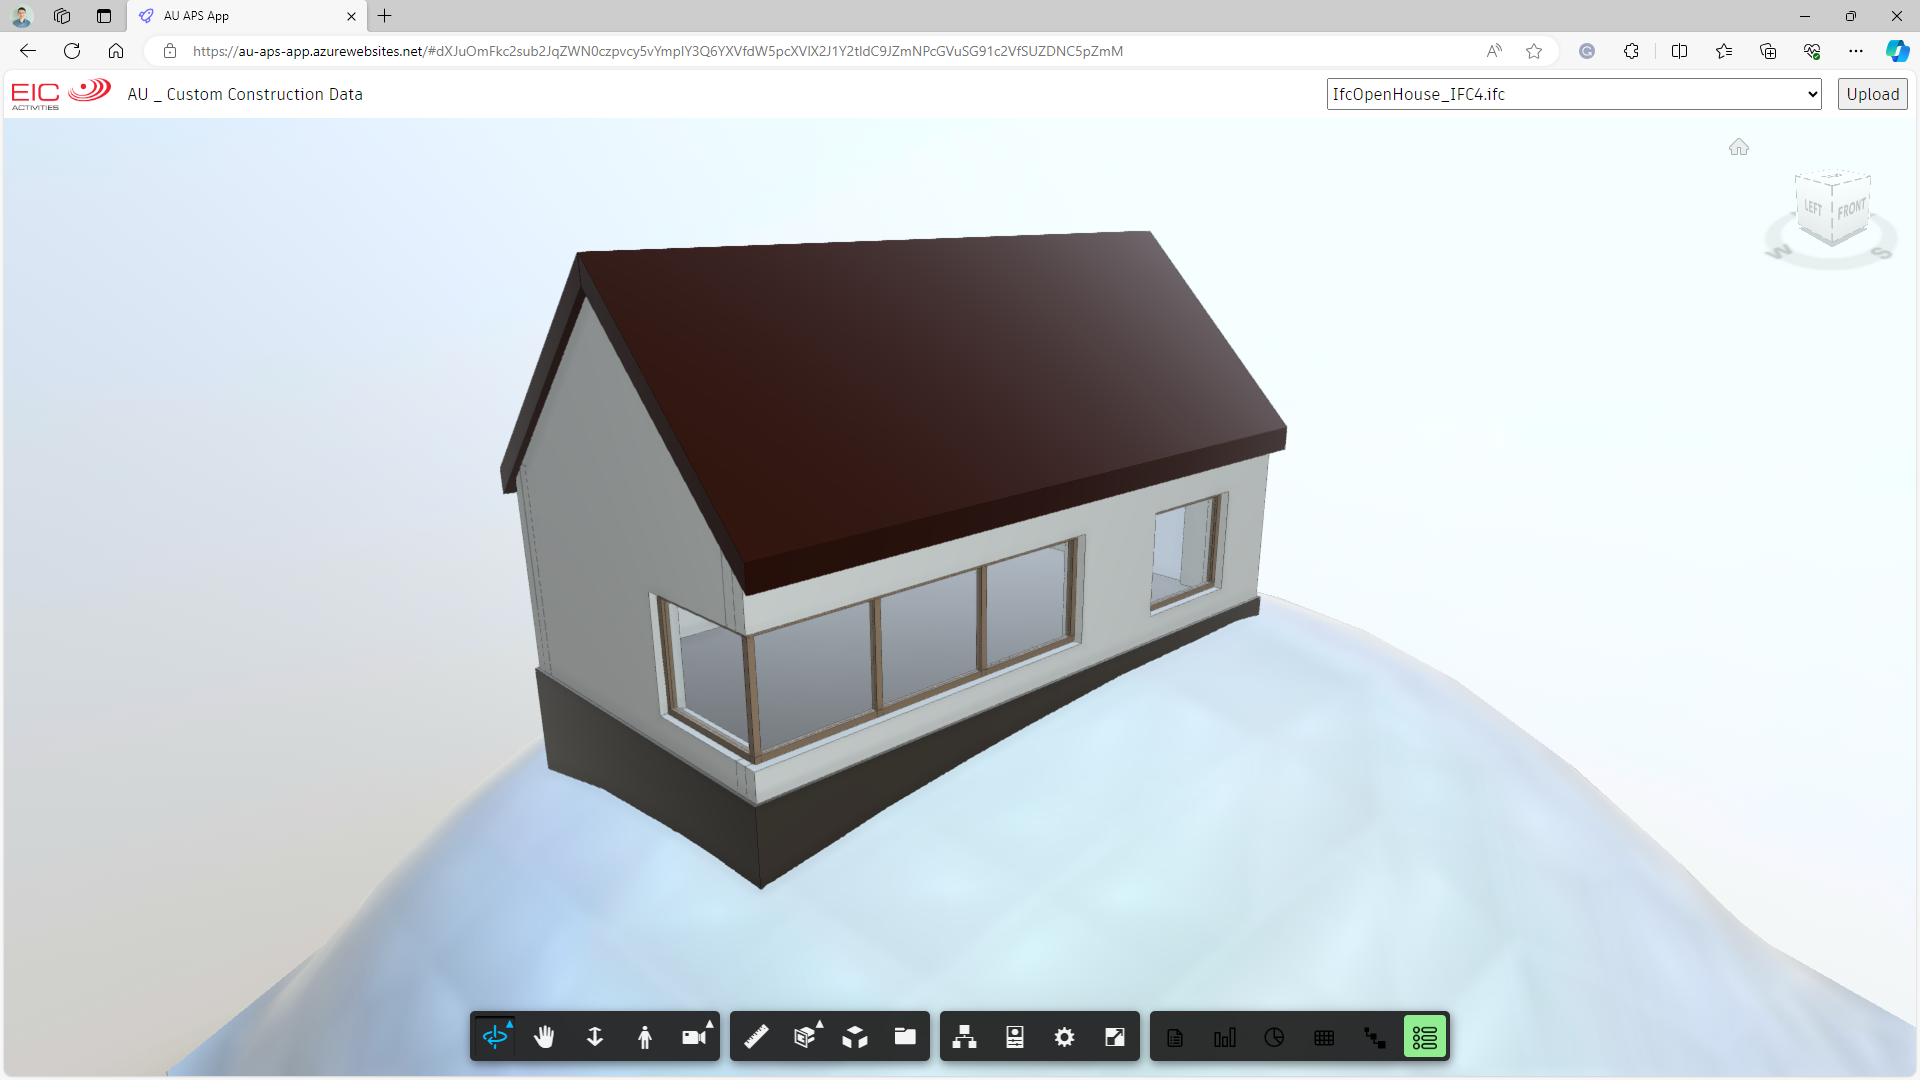 AU APS App
https://au-aps-app.azurewebsites.net/#dXJuOmFkc2sub2JqZWN0czpvcy5vYmplY3Q6YXVfdW5pcXVlX2J1Y2tldC9JZmNPcGVuSG91c2VfSUZDNC5pZmM
EIC
ACTIVITIES
AU _ Custom Construction Data
IfcOpenHouse_IFC4.ifc
Upload
LEFT
FRONT
W
S